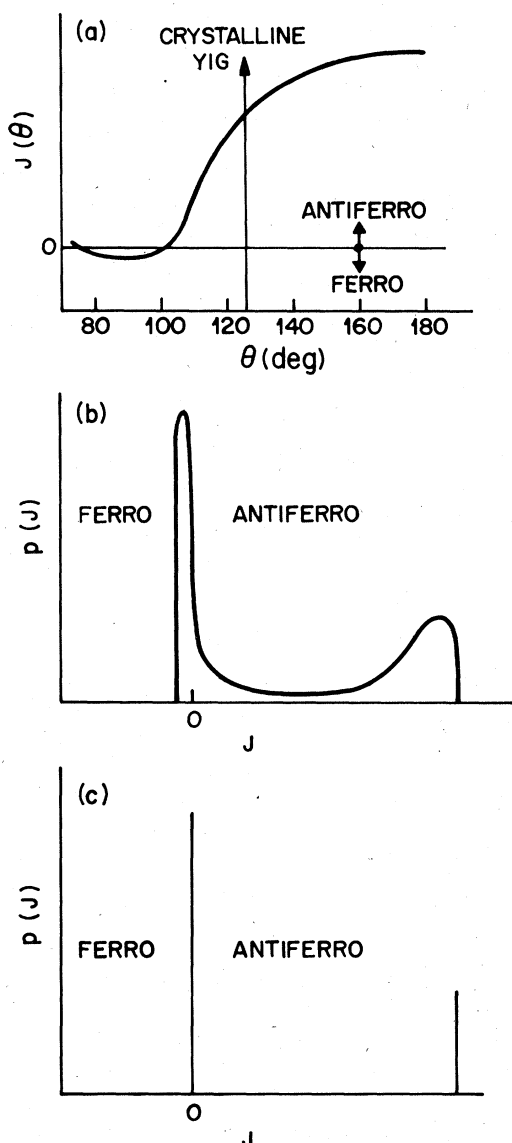 (a)
CRYSTALLINE
YIG
J (θ)
ANTIFERRO
0
FERRO
80 100 120 140 160 180
θ (deg)
(b)
FERRO ANTIFERRO
p (J)
0
J
(c)
p (J)
FERRO ANTIFERRO
0
J